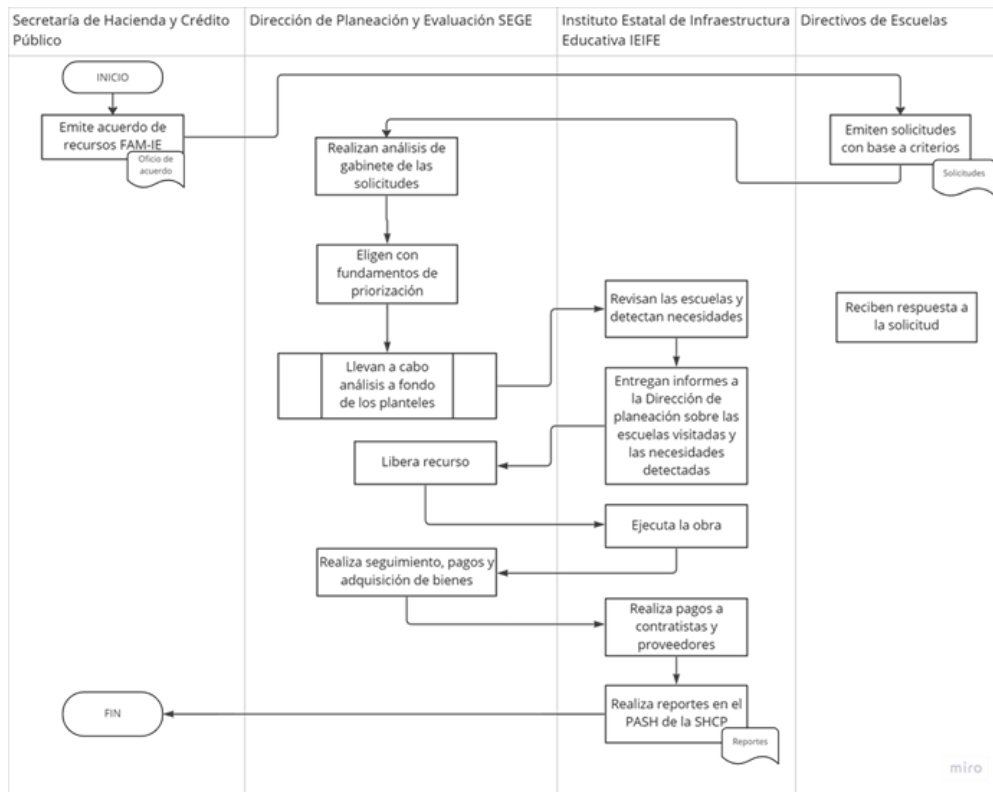 Secretaría de Hacienda y Crédito
Público
Dirección de Planeación y Evaluación SEGE
Instituto Estatal de Infraestructura
Educativa IEIFE
Directivos de Escuelas
INICIO
Emite acuerdo de
recursos FAM-IE
Oficio de
acuerdo
Emiten solicitudes
con base a criterios
Solicitudes
Realizan análisis de
gabinete de las
solicitudes
Eligen con
fundamentos de
priorización
Llevan a cabo
análisis a fondo
de los planteles
Revisan las escuelas y
detectan necesidades
Reciben respuesta a
la solicitud
Entregan informes a
la Dirección de
planeación sobre las
escuelas visitadas y
las necesidades
detectadas
Libera recurso
Ejecuta la obra
Realiza seguimiento, pagos y
adquisición de bienes
Realiza pagos a
contratistas y
proveedores
Realiza reportes en el
PASH de la SHCP
Reportes
FIN
miro